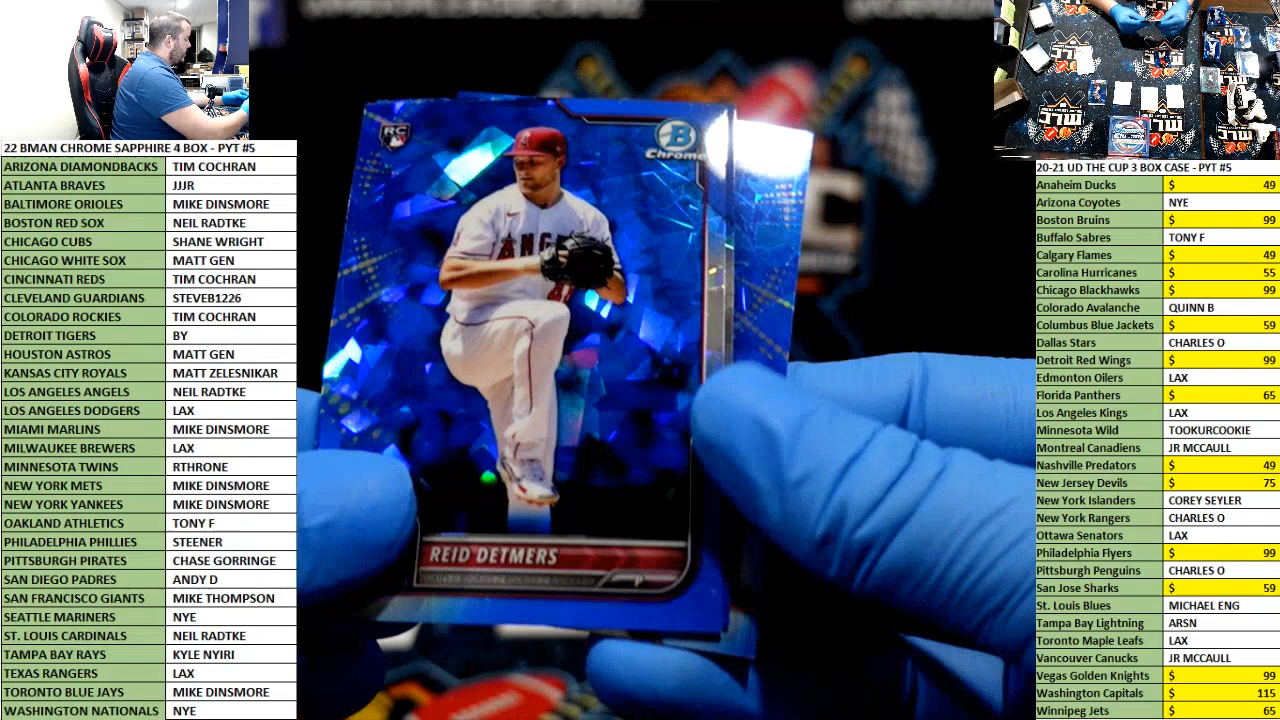 22 BMAN CHROME SAPPHIRE 4 BOX - PYT #5
ARIZONA DIAMONDBACKS TIM COCHRAN
ATLANTA BRAVES JJJR
BALTIMORE ORIOLES MIKE DINSMORE
BOSTON RED SOX NEIL RADTKE
CHICAGO CUBS SHANE WRIGHT
CHICAGO WHITE SOX MATT GEN
CINCINNATI REDS TIM COCHRAN
CLEVELAND GUARDIANS STEVEB1226
COLORADO ROCKIES TIM COCHRAN
DETROIT TIGERS BY
HOUSTON ASTROS MATT GEN
KANSAS CITY ROYALS MATT ZELESNIKAR
LOS ANGELES ANGELS NEIL RADTKE
LOS ANGELES DODGERS LAX
MIAMI MARLINS MIKE DINSMORE
MILWAUKEE BREWERS LAX
MINNESOTA TWINS RTHRONE
NEW YORK METS MIKE DINSMORE
NEW YORK YANKEES MIKE DINSMORE
OAKLAND ATHLETICS TONY F
PHILADELPHIA PHILLIES STEENER
PITTSBURGH PIRATES CHASE GORRINGE
SAN DIEGO PADRES ANDY D
SAN FRANCISCO GIANTS MIKE THOMPSON
SEATTLE MARINERS NYE
ST. LOUIS CARDINALS NEIL RADTKE
TAMPA BAY RAYS KYLE NYIRI
TEXAS RANGERS LAX
TORONTO BLUE JAYS MIKE DINSMORE
WASHINGTON NATIONALS NYE
RC
B
Chrome
ANGE
REID DETMERS
20-21 UD THE CUP 3 BOX CASE - PYT #5
Anaheim Ducks $ 49
Arizona Coyotes NYE
Boston Bruins $ 99
Buffalo Sabres TONY F
Calgary Flames $ 49
Carolina Hurricanes $ 55
Chicago Blackhawks $ 99
Colorado Avalanche QUINN B
Columbus Blue Jackets $ 59
Dallas Stars CHARLES O
Detroit Red Wings $ 99
Edmonton Oilers LAX
Florida Panthers $ 65
Los Angeles Kings LAX
Minnesota Wild TOOKURCOOKIE
Montreal Canadiens JR MCCAULL
Nashville Predators $ 49
New Jersey Devils $ 75
New York Islanders COREY SEYLER
New York Rangers CHARLES O
Ottawa Senators LAX
Philadelphia Flyers $ 99
Pittsburgh Penguins CHARLES O
San Jose Sharks $ 59
St. Louis Blues MICHAEL ENG
Tampa Bay Lightning ARSN
Toronto Maple Leafs LAX
Vancouver Canucks JR MCCAULL
Vegas Golden Knights $ 99
Washington Capitals $ 115
Winnipeg Jets $ 65